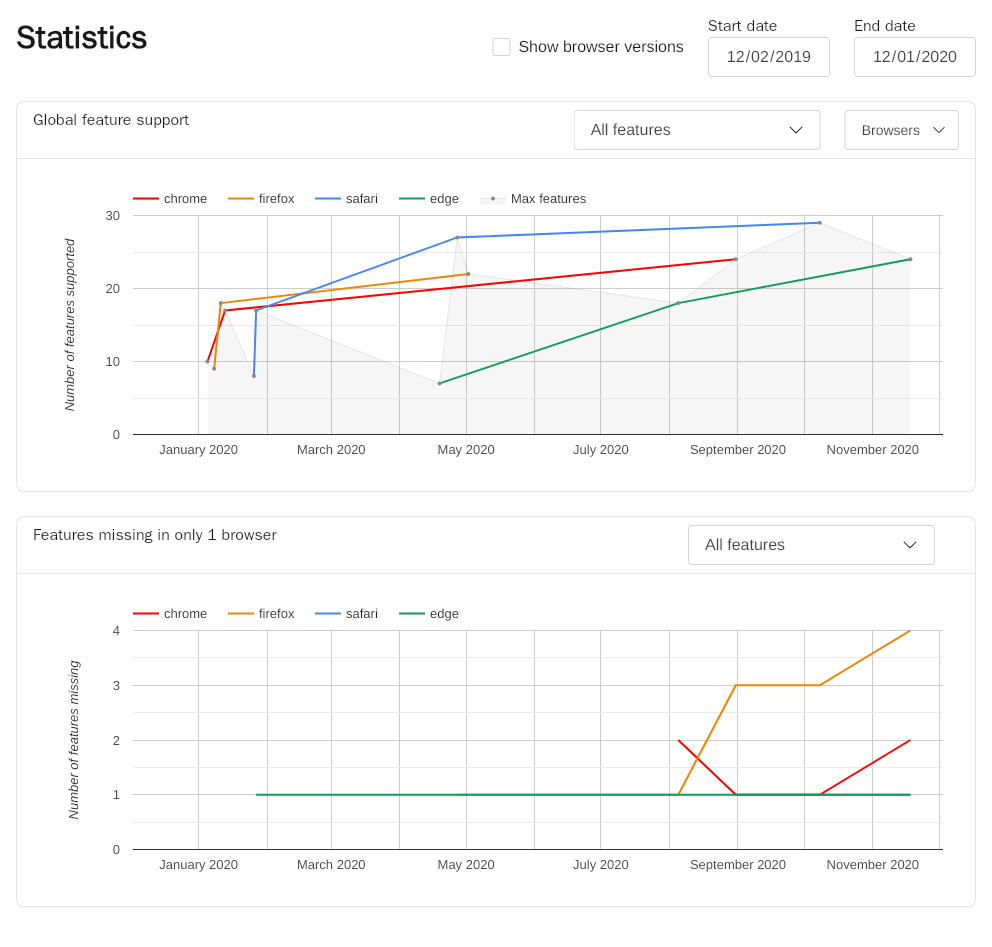 Statistics
Show browser versions
Start date
12/02/2019
End date
12/01/2020
Global feature support
All features
Browsers
chrome firefox safari edge Max features
Number of features supported
30
20
10
0
January 2020 March 2020 May 2020 July 2020 September 2020 November 2020
Features missing in only 1 browser
All features
chrome firefox safari edge
Number of features missing
4
3
2
1
0
January 2020 March 2020 May 2020 July 2020 September 2020 November 2020